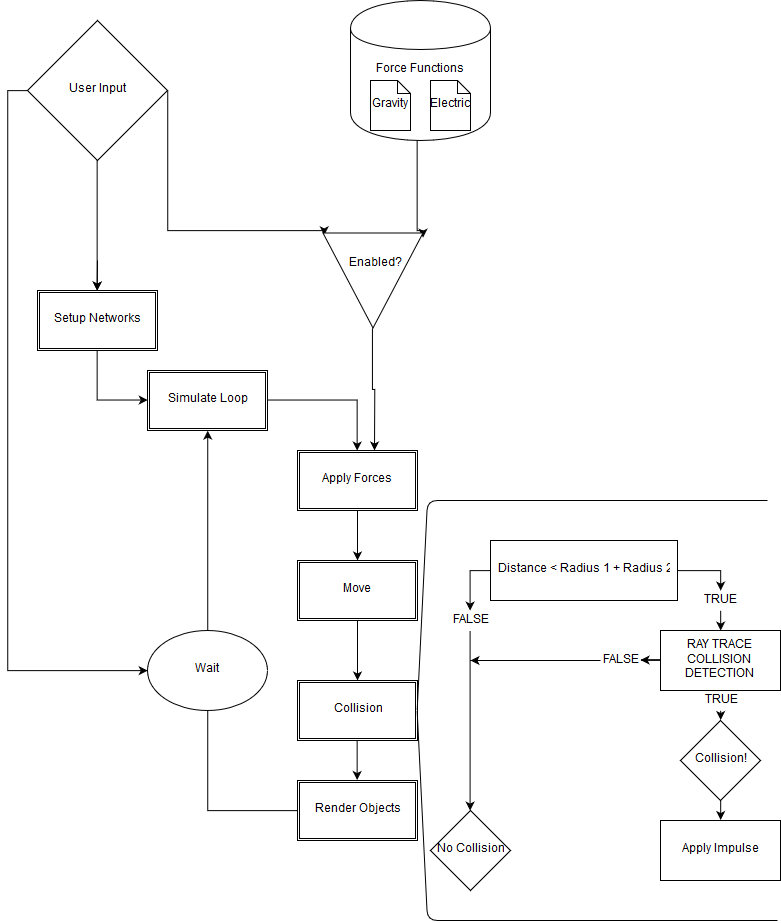 Force Functions
User Input
Gravity
Electric
Enabled?
Setup Networks
Simulate Loop
Apply Forces
Distance < Radius 1 + Radius 2
Move
TRUE
FALSE
RAY TRACE
COLLISION
DETECTION
FALSE
Wait
TRUE
Collision
Collision!
Render Objects
No Collision
Apply Impulse